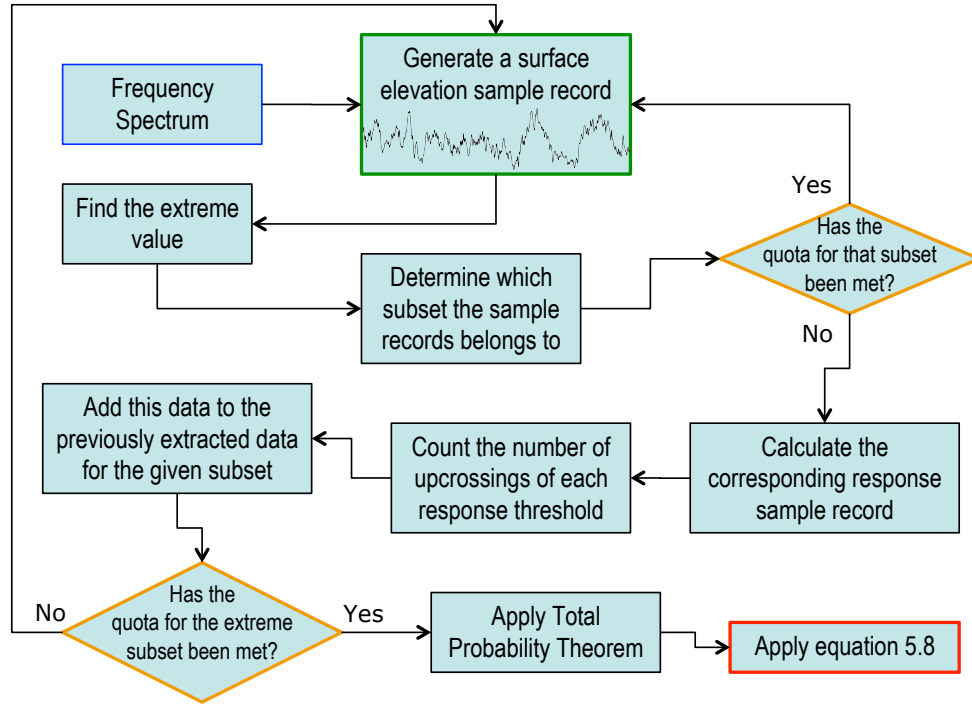 Generate a surface
elevation sample record
Frequency
Spectrum
Yes
Find the extreme
value
Has the
quota for that subset
been met?
Determine which
subset the sample
records belongs to
No
Add this data to the
previously extracted data
for the given subset
Count the number of
upcrossings of each
response threshold
Calculate the
corresponding response
sample record
No
Has the
quota for the extreme
subset been met?
Yes
Apply Total
Probability Theorem
Apply equation 5.8